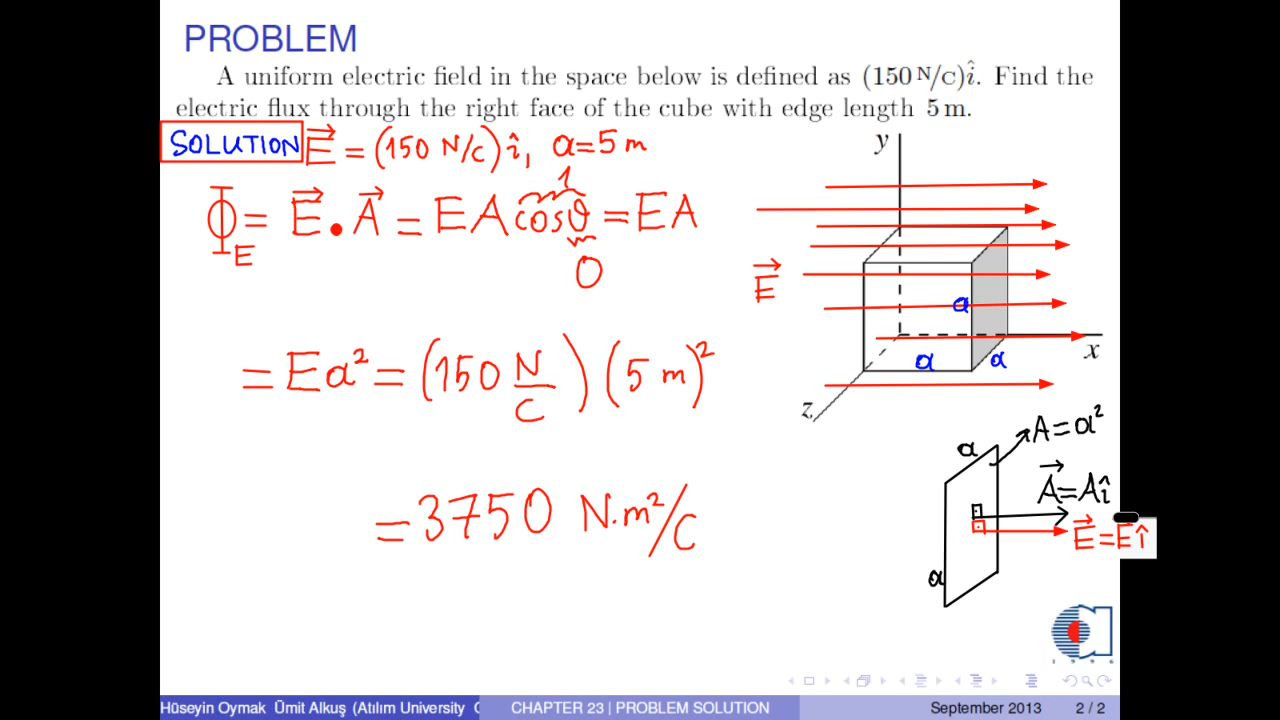 PROBLEM
A uniform electric field in the space below is defined as (150 N/C)î. Find the
electric flux through the right face of the cube with edge length 5 m.
SOLUTION E⃗ = (150 N/C) î, a = 5 m
1
Φ_E = E⃗ • A⃗ = EA cosθ = EA
0
= Ea² = (150 N/C) (5 m)²
= 3750 N·m²/C
y
E⃗
a
a
a
x
z
A = a²
a
A⃗ = Aî
E⃗ = Eî
a
1996
Hüseyin Oymak Ümit Alkuş (Atılım University CHAPTER 23 | PROBLEM SOLUTION September 2013 2 / 2